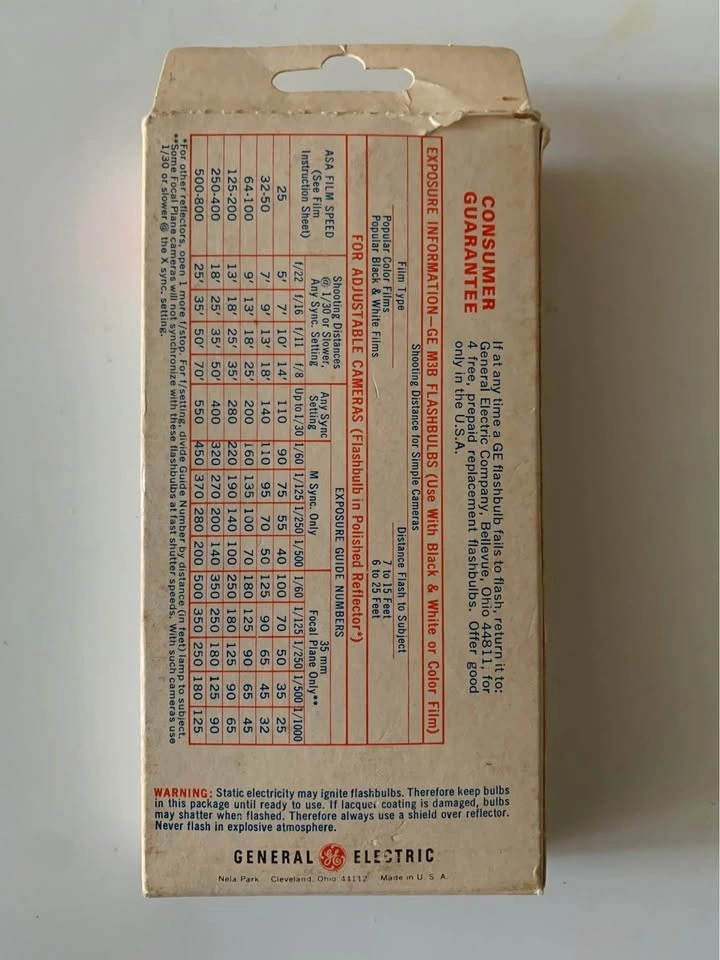 CONSUMER
GUARANTEE
If at any time a GE flashbulb fails to flash, return it to:
General Electric Company, Bellevue, Ohio 44811, for
4 free, prepaid replacement flashbulbs. Offer good
only in the U.S.A.
EXPOSURE INFORMATION—GE M3B FLASHBULBS (Use With Black & White or Color Film)
Shooting Distance for Simple Cameras
Film Type Distance Flash to Subject
Popular Color Films 7 to 15 Feet
Popular Black & White Films 6 to 25 Feet
FOR ADJUSTABLE CAMERAS (Flashbulb in Polished Reflector*)
ASA FILM SPEED
(See Film
Instruction Sheet)
Shooting Distances
@ 1/30 or Slower,
Any Sync. Setting
EXPOSURE GUIDE NUMBERS
Any Sync
Setting
M Sync. Only
35 mm
Focal Plane Only**
f/22 f/16 f/11 f/8 Up to 1/30 1/60 1/125 1/250 1/500 1/60 1/125 1/250 1/500 1/1000
25 5' 7' 10' 14' 110 90 75 55 40 100 70 50 35 25
32-50 7' 9' 13' 18' 140 110 95 70 50 125 90 65 45 32
64-100 9' 13' 18' 25' 200 160 135 100 70 180 125 90 65 45
125-200 13' 18' 25' 35' 280 220 190 140 100 250 180 125 90 65
250-400 18' 25' 35' 50' 400 320 270 200 140 350 250 180 125 90
500-800 25' 35' 50' 70' 550 450 370 280 200 500 350 250 180 125
*For other reflectors, open 1 more f/stop. For f/setting, divide Guide Number by distance (in feet) lamp to subject.
**Some Focal Plane cameras will not synchronize with these flashbulbs at fast shutter speeds. With such cameras use
1/30 or slower @ the X sync. setting.
WARNING: Static electricity may ignite flashbulbs. Therefore keep bulbs
in this package until ready to use. If lacquer coating is damaged, bulbs
may shatter when flashed. Therefore always use a shield over reflector.
Never flash in explosive atmosphere.
GENERAL GE ELECTRIC
Nela Park Cleveland, Ohio 44112 Made in U. S. A.